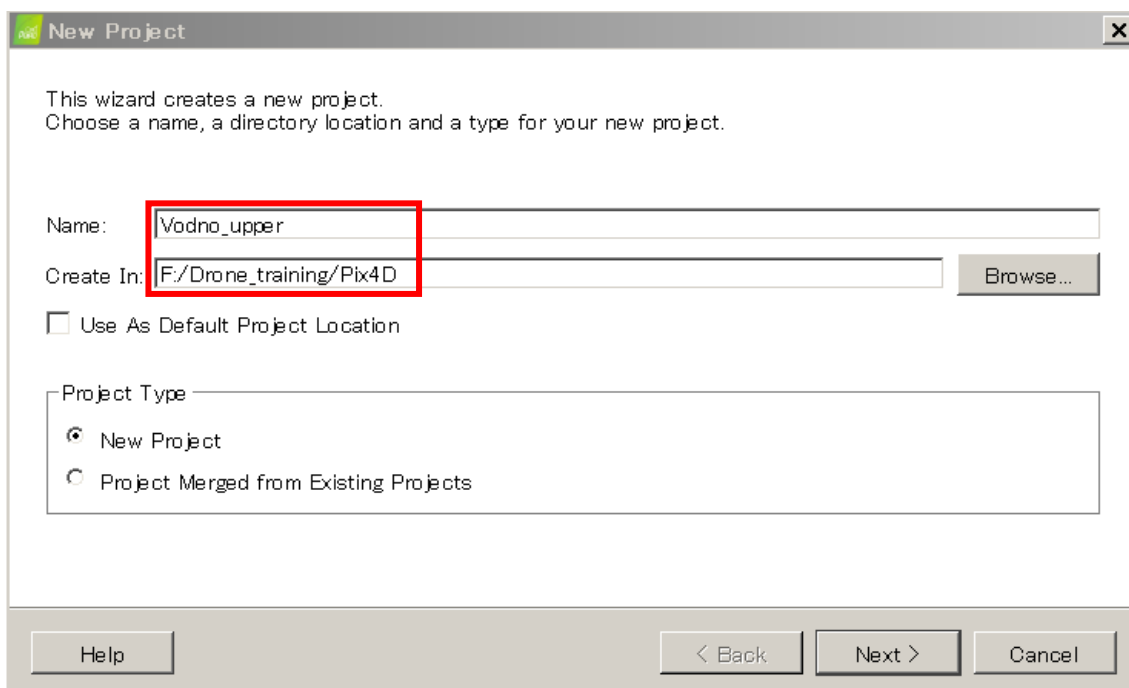 New Project
This wizard creates a new project.
Choose a name, a directory location and a type for your new project.
Name: Vodno_upper
Create In: F:/Drone_training/Pix4D Browse...
Use As Default Project Location
Project Type
New Project
Project Merged from Existing Projects
Help < Back Next > Cancel